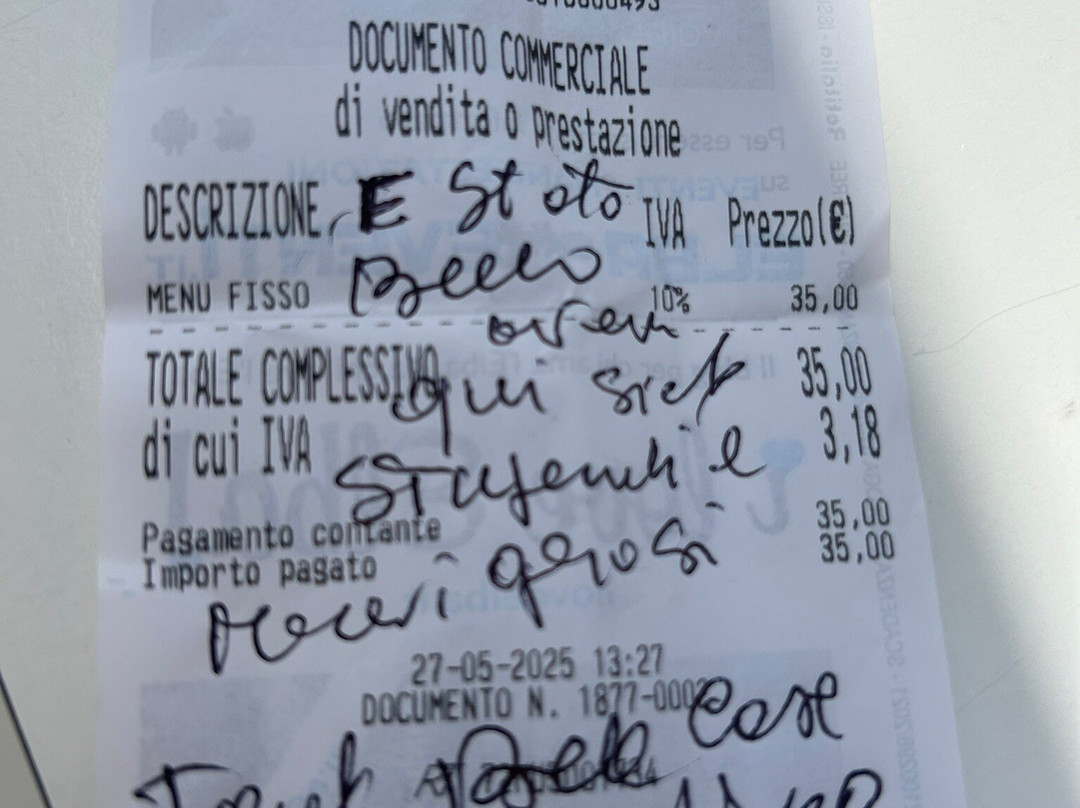 DOCUMENTO COMMERCIALE
di vendita o prestazione
DESCRIZIONE E Stato IVA Prezzo(€)
MENU FISSO Bello 10% 35,00
avervi
TOTALE COMPLESSIVO 35,00
qui siete
di cui IVA 3,18
stupendi e
Pagamento contante 35,00
Importo pagato 35,00
27-05-2025 13:27
DOCUMENTO N. 1877-000
Cose
Tante Belle